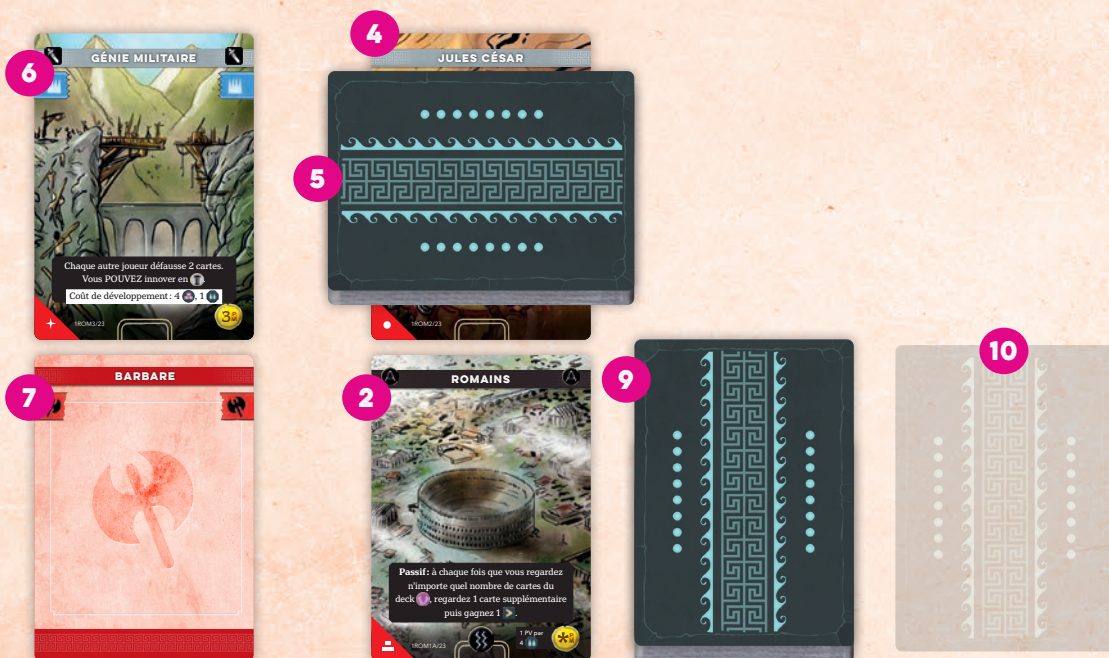 6
GÉNIE MILITAIRE
Chaque autre joueur défausse 2 cartes.
Vous POUVEZ innover en
Coût de développement : 4 , 1
3
1ROM3/23
4
JULES CÉSAR
5
1ROM2/23
7
BARBARE
2
ROMAINS
Passif : à chaque fois que vous regardez
n'importe quel nombre de cartes du
deck , regardez 1 carte supplémentaire
puis gagnez 1 .
1ROM1A/23
1 PV par
4
*
9
10